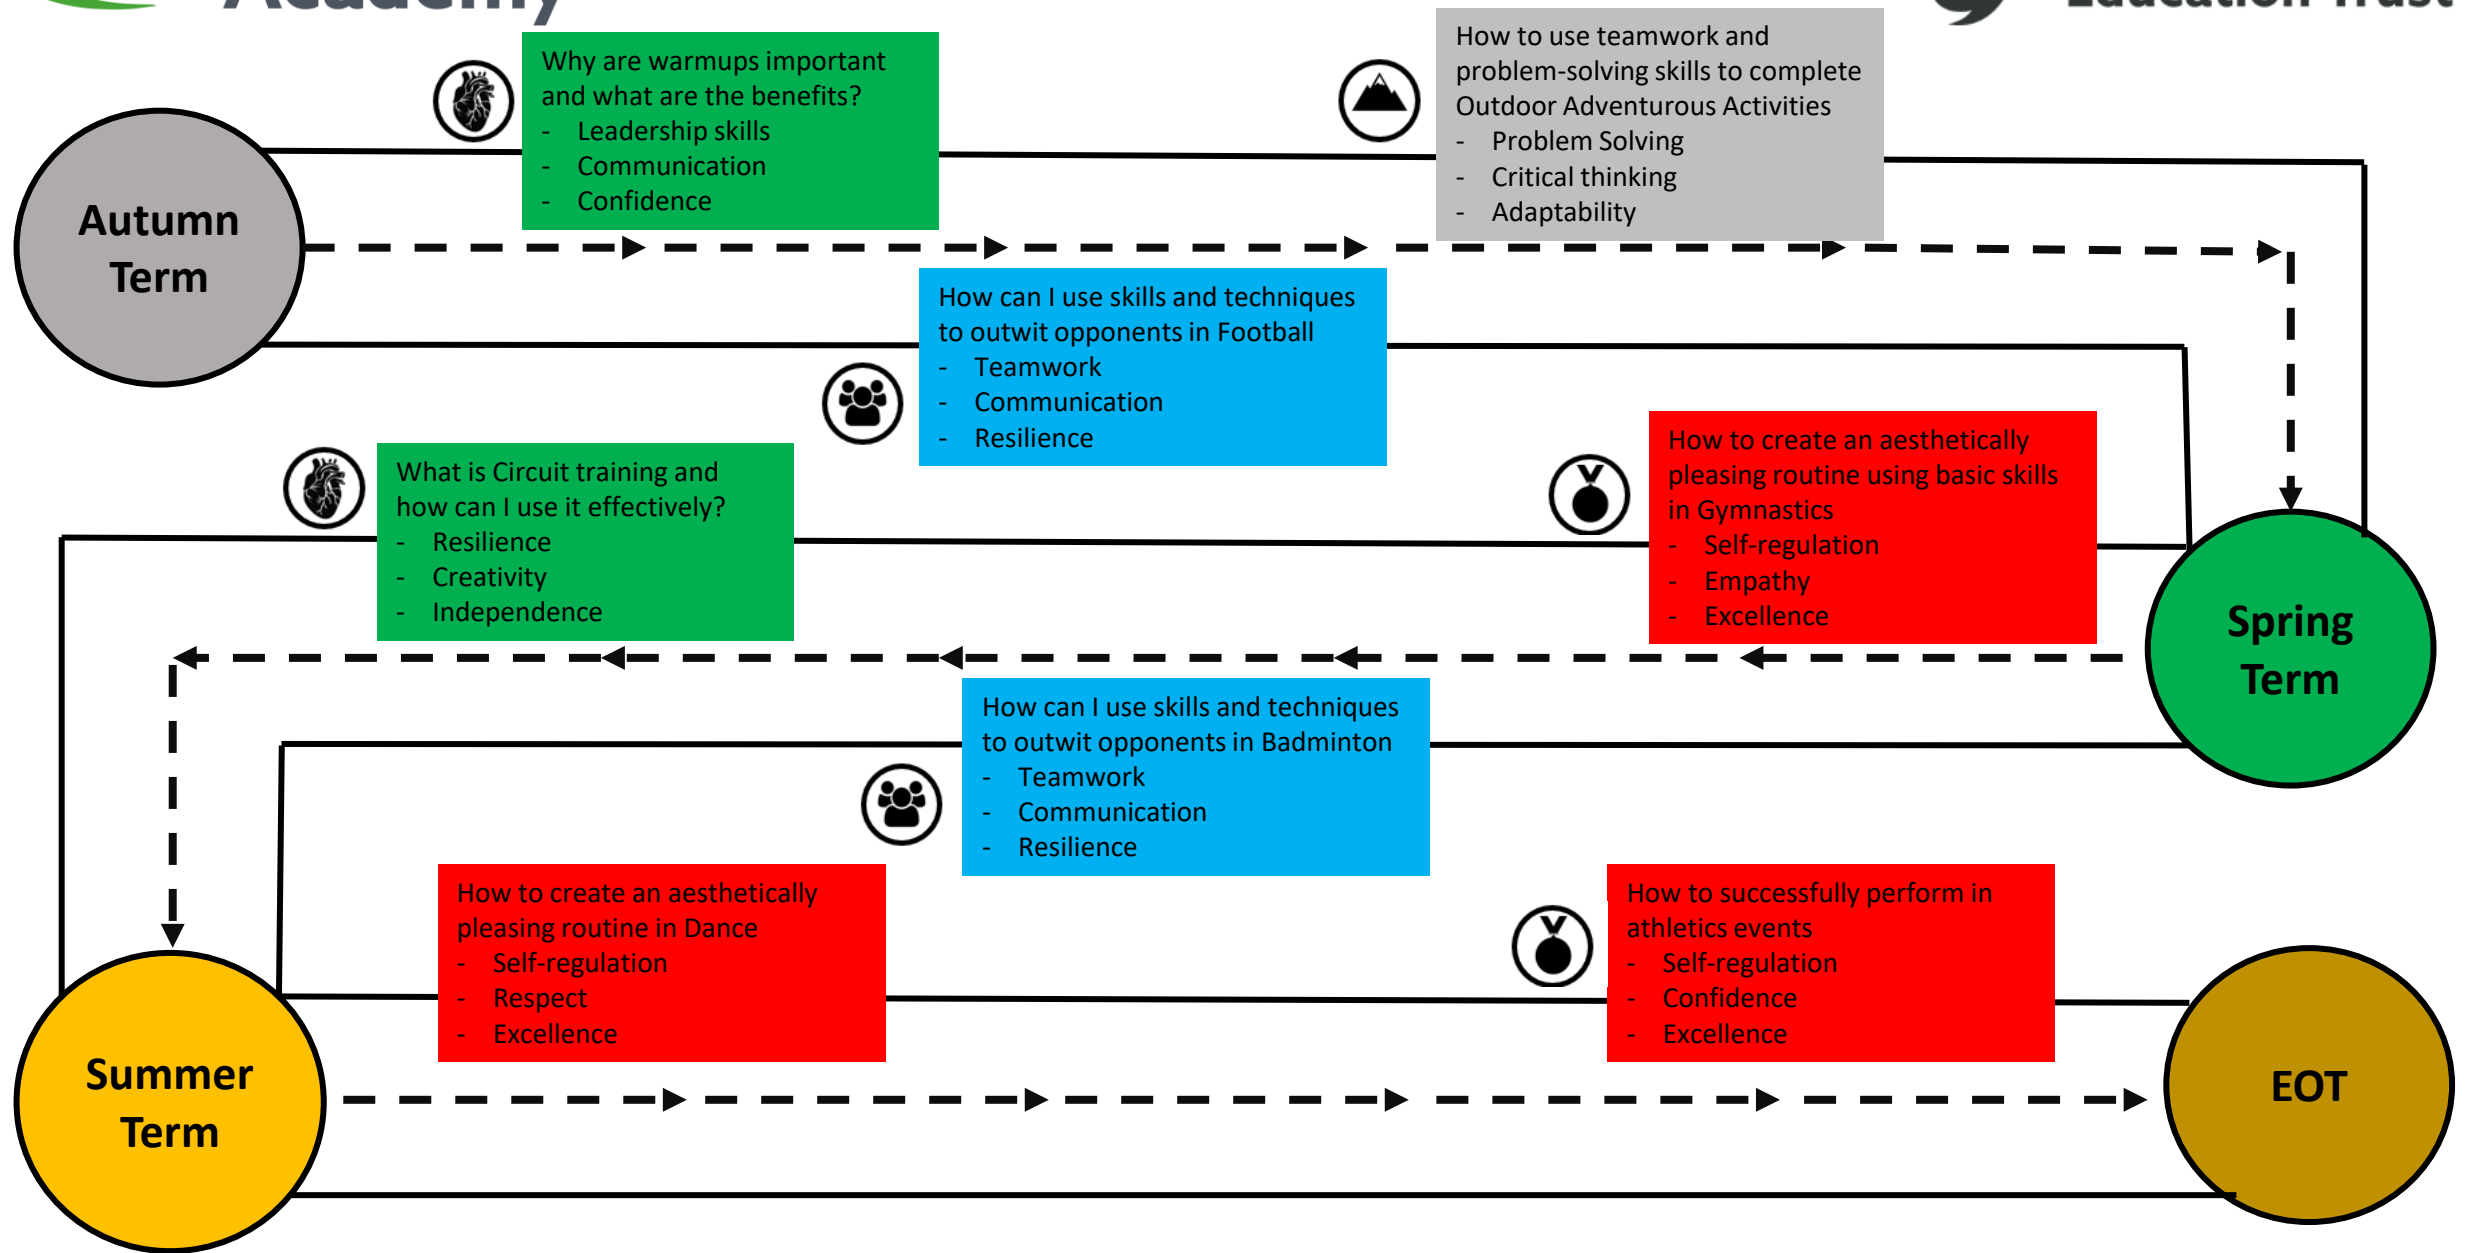 Academy
Education Trust
Why are warmups important
and what are the benefits?
- Leadership skills
- Communication
- Confidence
How to use teamwork and
problem-solving skills to complete
Outdoor Adventurous Activities
- Problem Solving
- Critical thinking
- Adaptability
Autumn
Term
How can I use skills and techniques
to outwit opponents in Football
- Teamwork
- Communication
- Resilience
How to create an aesthetically
pleasing routine using basic skills
in Gymnastics
- Self-regulation
- Empathy
- Excellence
What is Circuit training and
how can I use it effectively?
- Resilience
- Creativity
- Independence
Spring
Term
How can I use skills and techniques
to outwit opponents in Badminton
- Teamwork
- Communication
- Resilience
How to create an aesthetically
pleasing routine in Dance
- Self-regulation
- Respect
- Excellence
How to successfully perform in
athletics events
- Self-regulation
- Confidence
- Excellence
Summer
Term
EOT